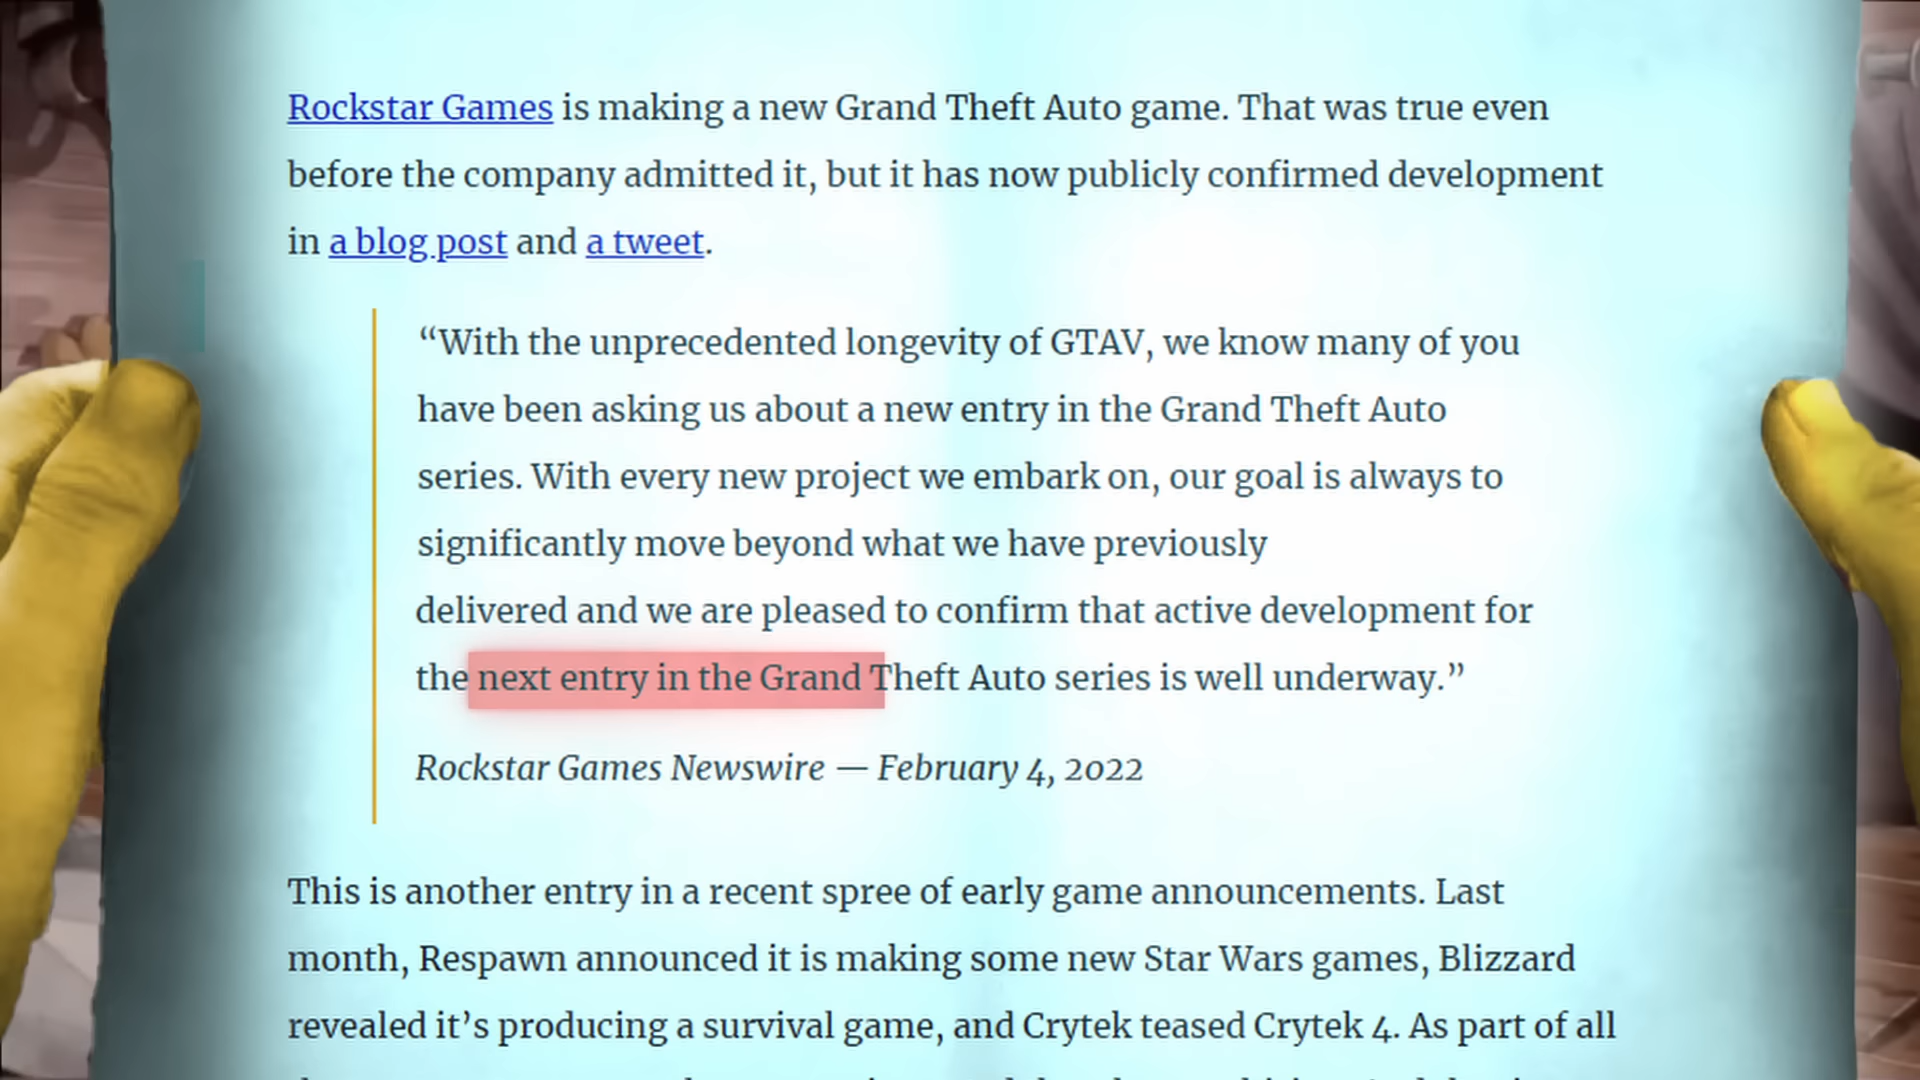 Rockstar Games is making a new Grand Theft Auto game. That was true even
before the company admitted it, but it has now publicly confirmed development
in a blog post and a tweet.
“With the unprecedented longevity of GTAV, we know many of you
have been asking us about a new entry in the Grand Theft Auto
series. With every new project we embark on, our goal is always to
significantly move beyond what we have previously
delivered and we are pleased to confirm that active development for
the next entry in the Grand Theft Auto series is well underway.”
Rockstar Games Newswire — February 4, 2022
This is another entry in a recent spree of early game announcements. Last
month, Respawn announced it is making some new Star Wars games, Blizzard
revealed it’s producing a survival game, and Crytek teased Crytek 4. As part of all